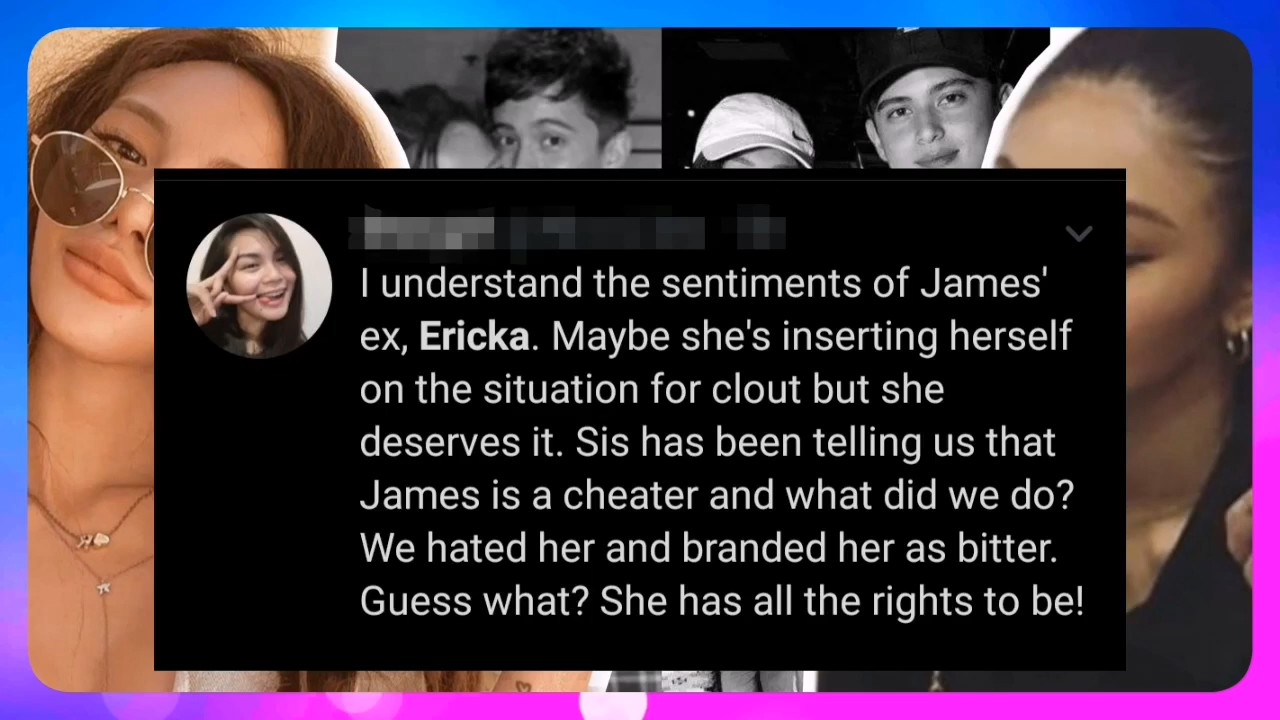 I understand the sentiments of James'
ex, Ericka. Maybe she's inserting herself
on the situation for clout but she
deserves it. Sis has been telling us that
James is a cheater and what did we do?
We hated her and branded her as bitter.
Guess what? She has all the rights to be!